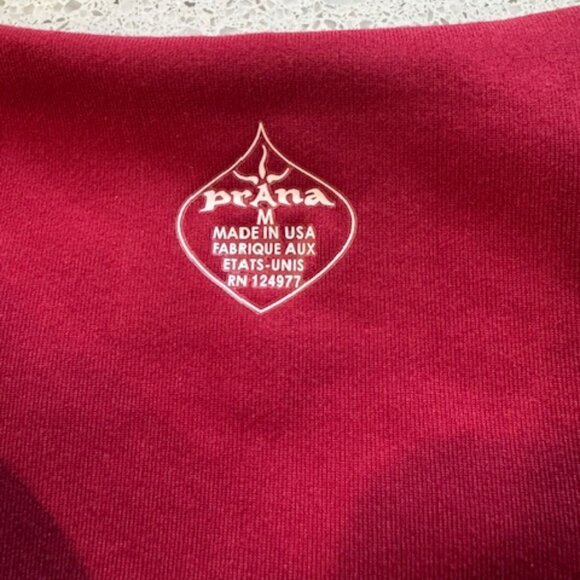 prAna
M
MADE IN USA
FABRIQUE AUX
ETATS-UNIS
RN 124977